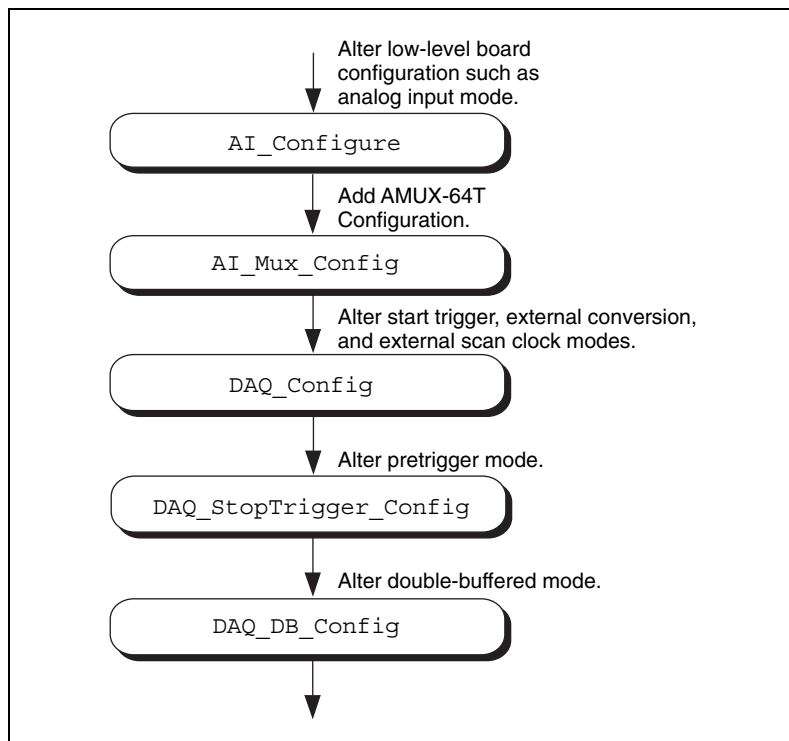 Alter low-level board
configuration such as
analog input mode.
AI_Configure
Add AMUX-64T
Configuration.
AI_Mux_Config
Alter start trigger, external conversion,
and external scan clock modes.
DAQ_Config
Alter pretrigger mode.
DAQ_StopTrigger_Config
Alter double-buffered mode.
DAQ_DB_Config